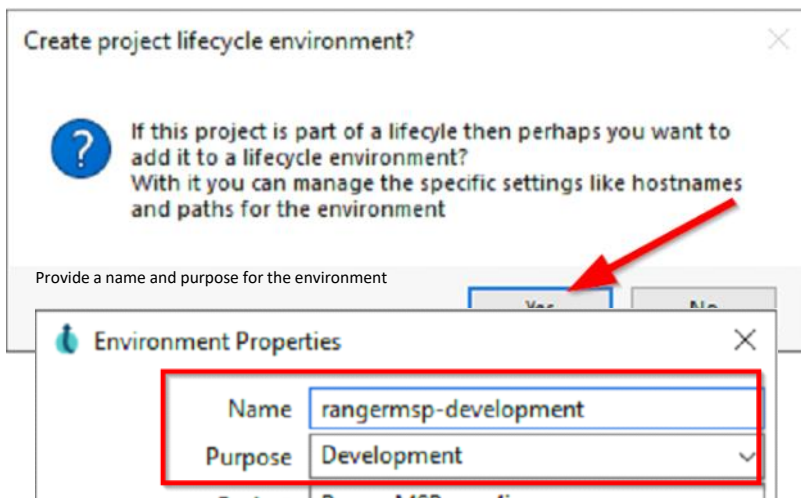 Create project lifecycle environment?
If this project is part of a lifecyle then perhaps you want to
add it to a lifecycle environment?
With it you can manage the specific settings like hostnames
and paths for the environment
Provide a name and purpose for the environment
Environment Properties
Name rangermsp-development
Purpose Development